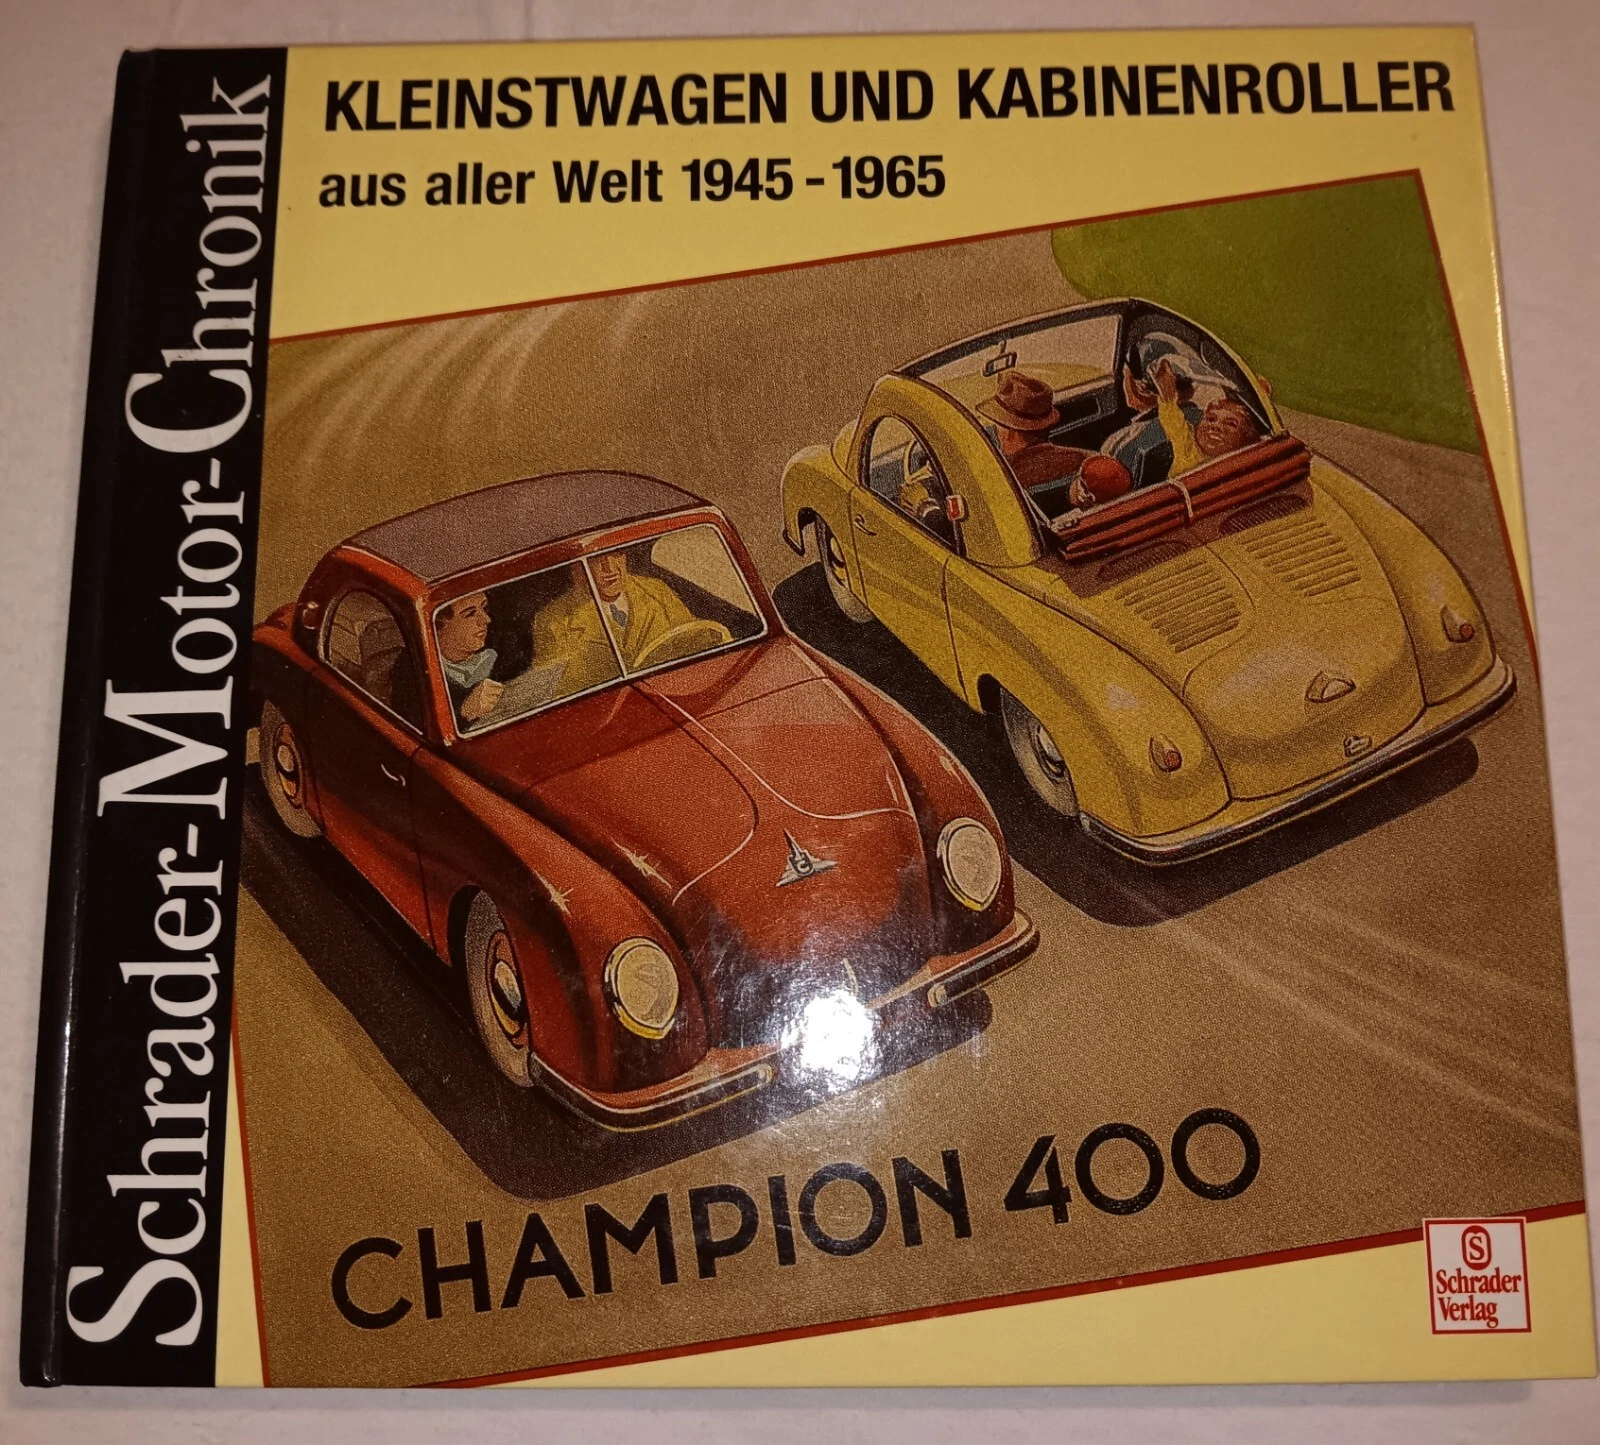 Schrader-Motor-Chronik
KLEINSTWAGEN UND KABINENROLLER
aus aller Welt 1945-1965
CHAMPION 400
S
Schrader
Verlag